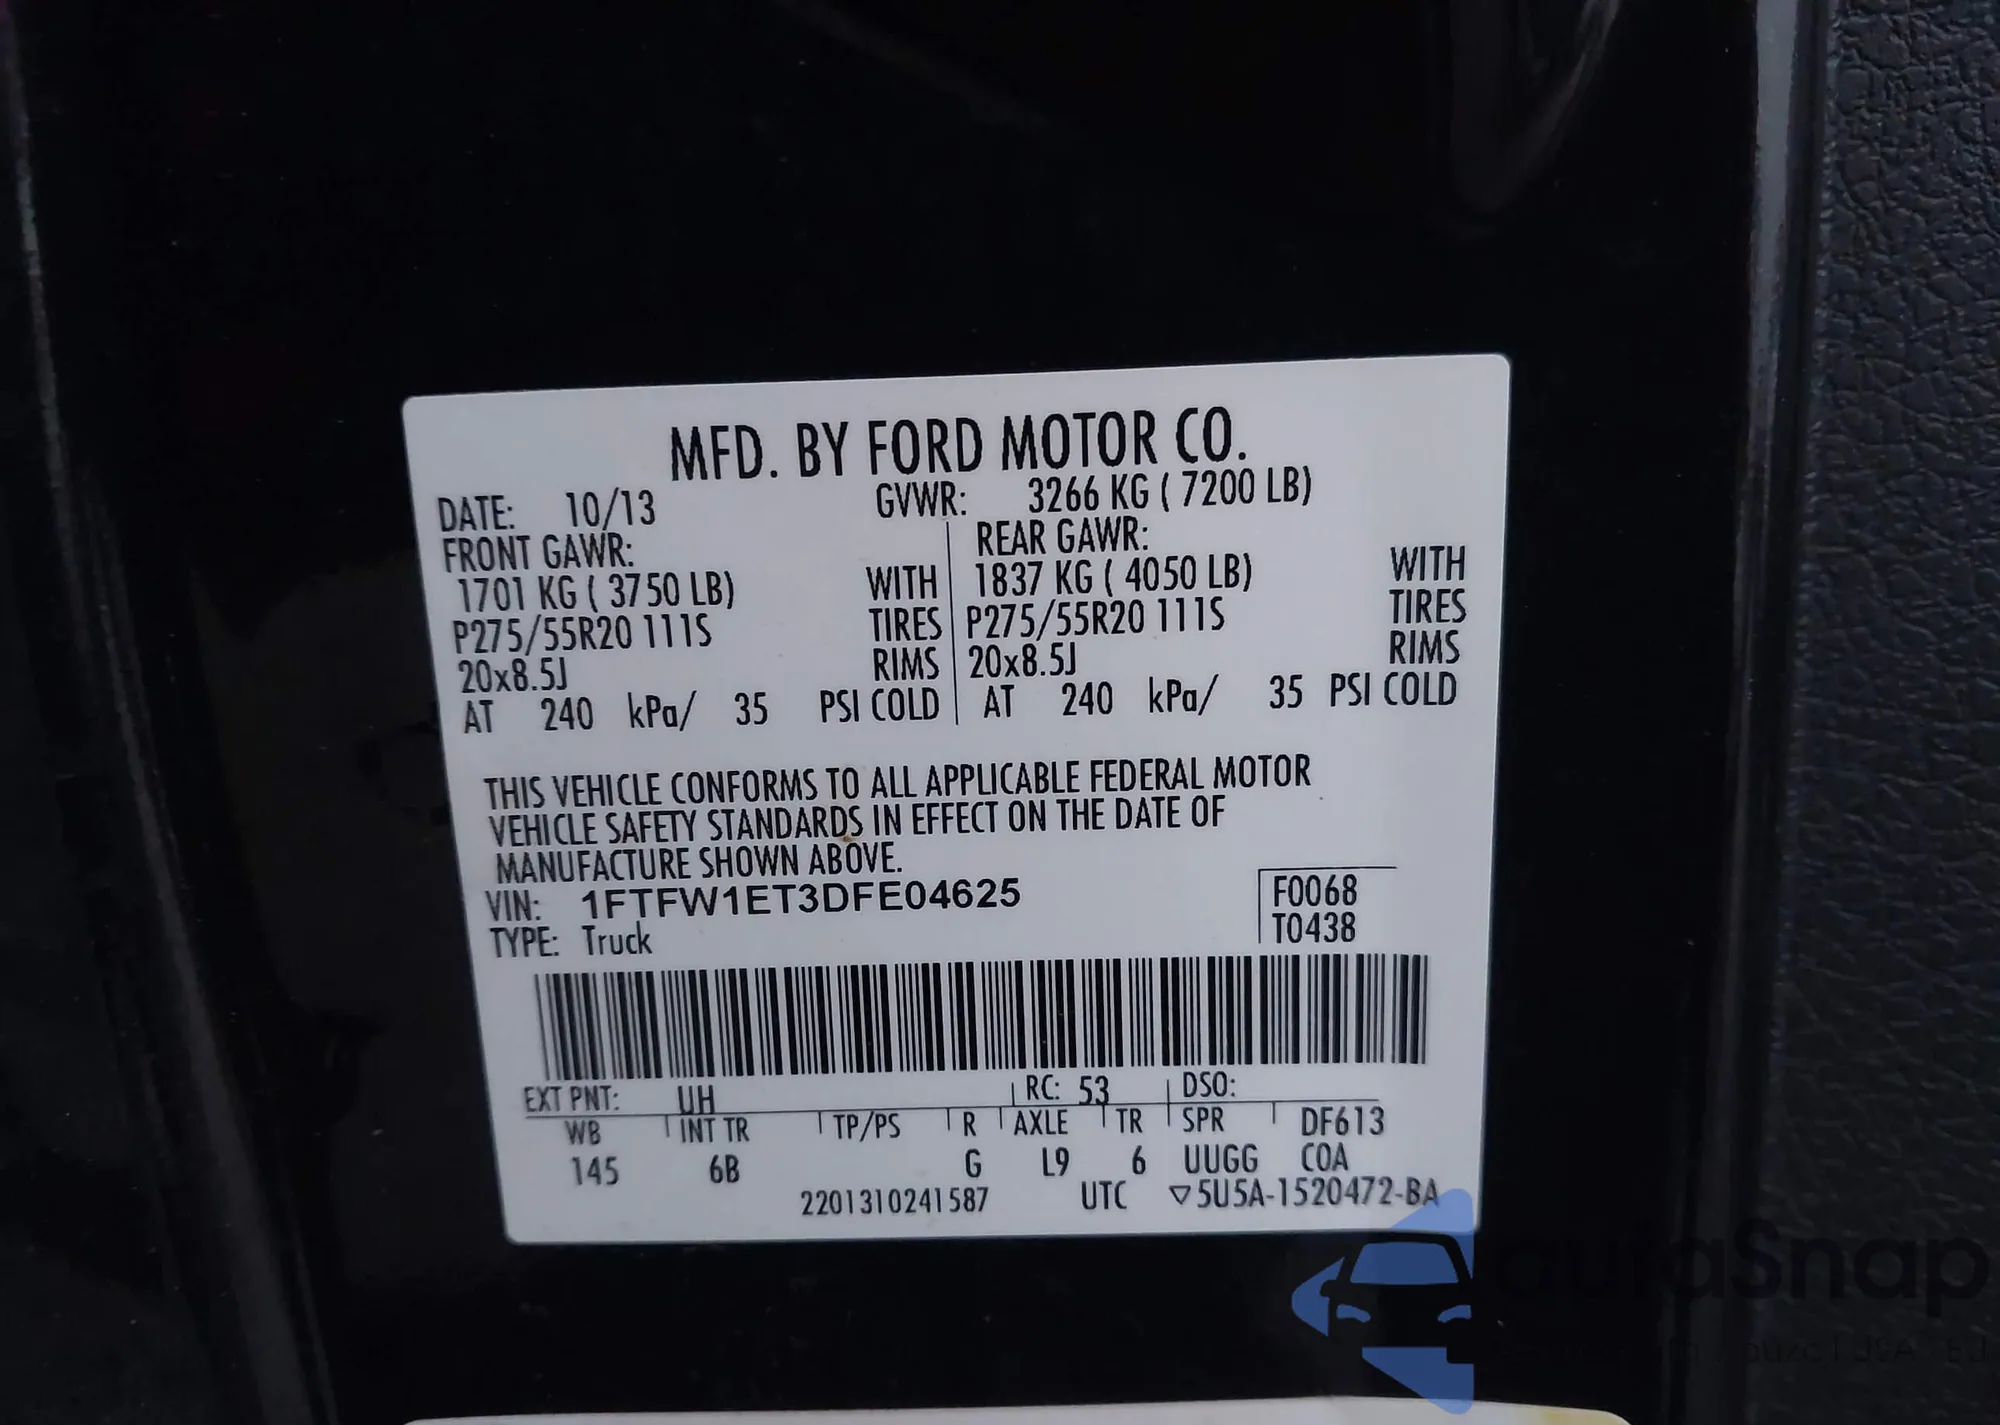 MFD. BY FORD MOTOR CO.
DATE: 10/13 GVWR: 3266 KG ( 7200 LB)
FRONT GAWR: REAR GAWR:
1701 KG ( 3750 LB) WITH 1837 KG ( 4050 LB) WITH
P275/55R20 111S TIRES P275/55R20 111S TIRES
20x8.5J RIMS 20x8.5J RIMS
AT 240 kPa/ 35 PSI COLD AT 240 kPa/ 35 PSI COLD
THIS VEHICLE CONFORMS TO ALL APPLICABLE FEDERAL MOTOR
VEHICLE SAFETY STANDARDS IN EFFECT ON THE DATE OF
MANUFACTURE SHOWN ABOVE.
VIN: 1FTFW1ET3DFE04625 F0068
TYPE: Truck T0438
EXT PNT: UH RC: 53 DSO:
WB INT TR TP/PS R AXLE TR SPR DF613
145 6B G L9 6 UUGG COA
2201310241587 UTC ▽5U5A-1520472-BA
autoSnap